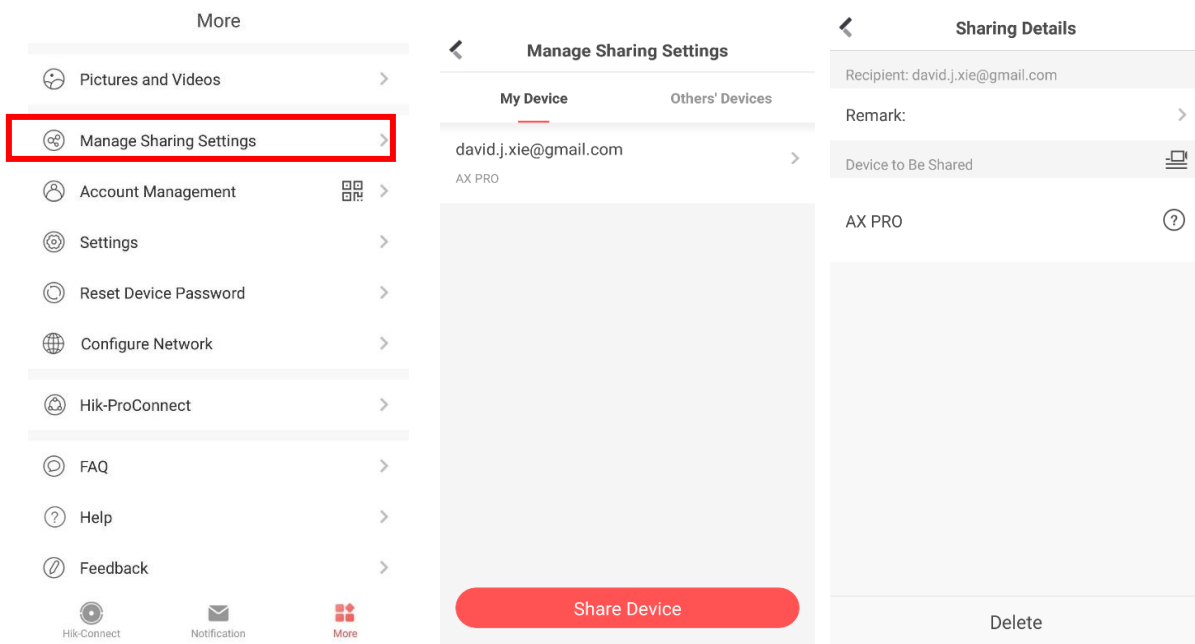 More
Pictures and Videos
Manage Sharing Settings
Account Management
Settings
Reset Device Password
Configure Network
Hik-ProConnect
FAQ
Help
Feedback
Hik-Connect
Notification
More
Manage Sharing Settings
My Device
Others' Devices
david.j.xie@gmail.com
AX PRO
Share Device
Sharing Details
Recipient: david.j.xie@gmail.com
Remark:
Device to Be Shared
AX PRO
Delete